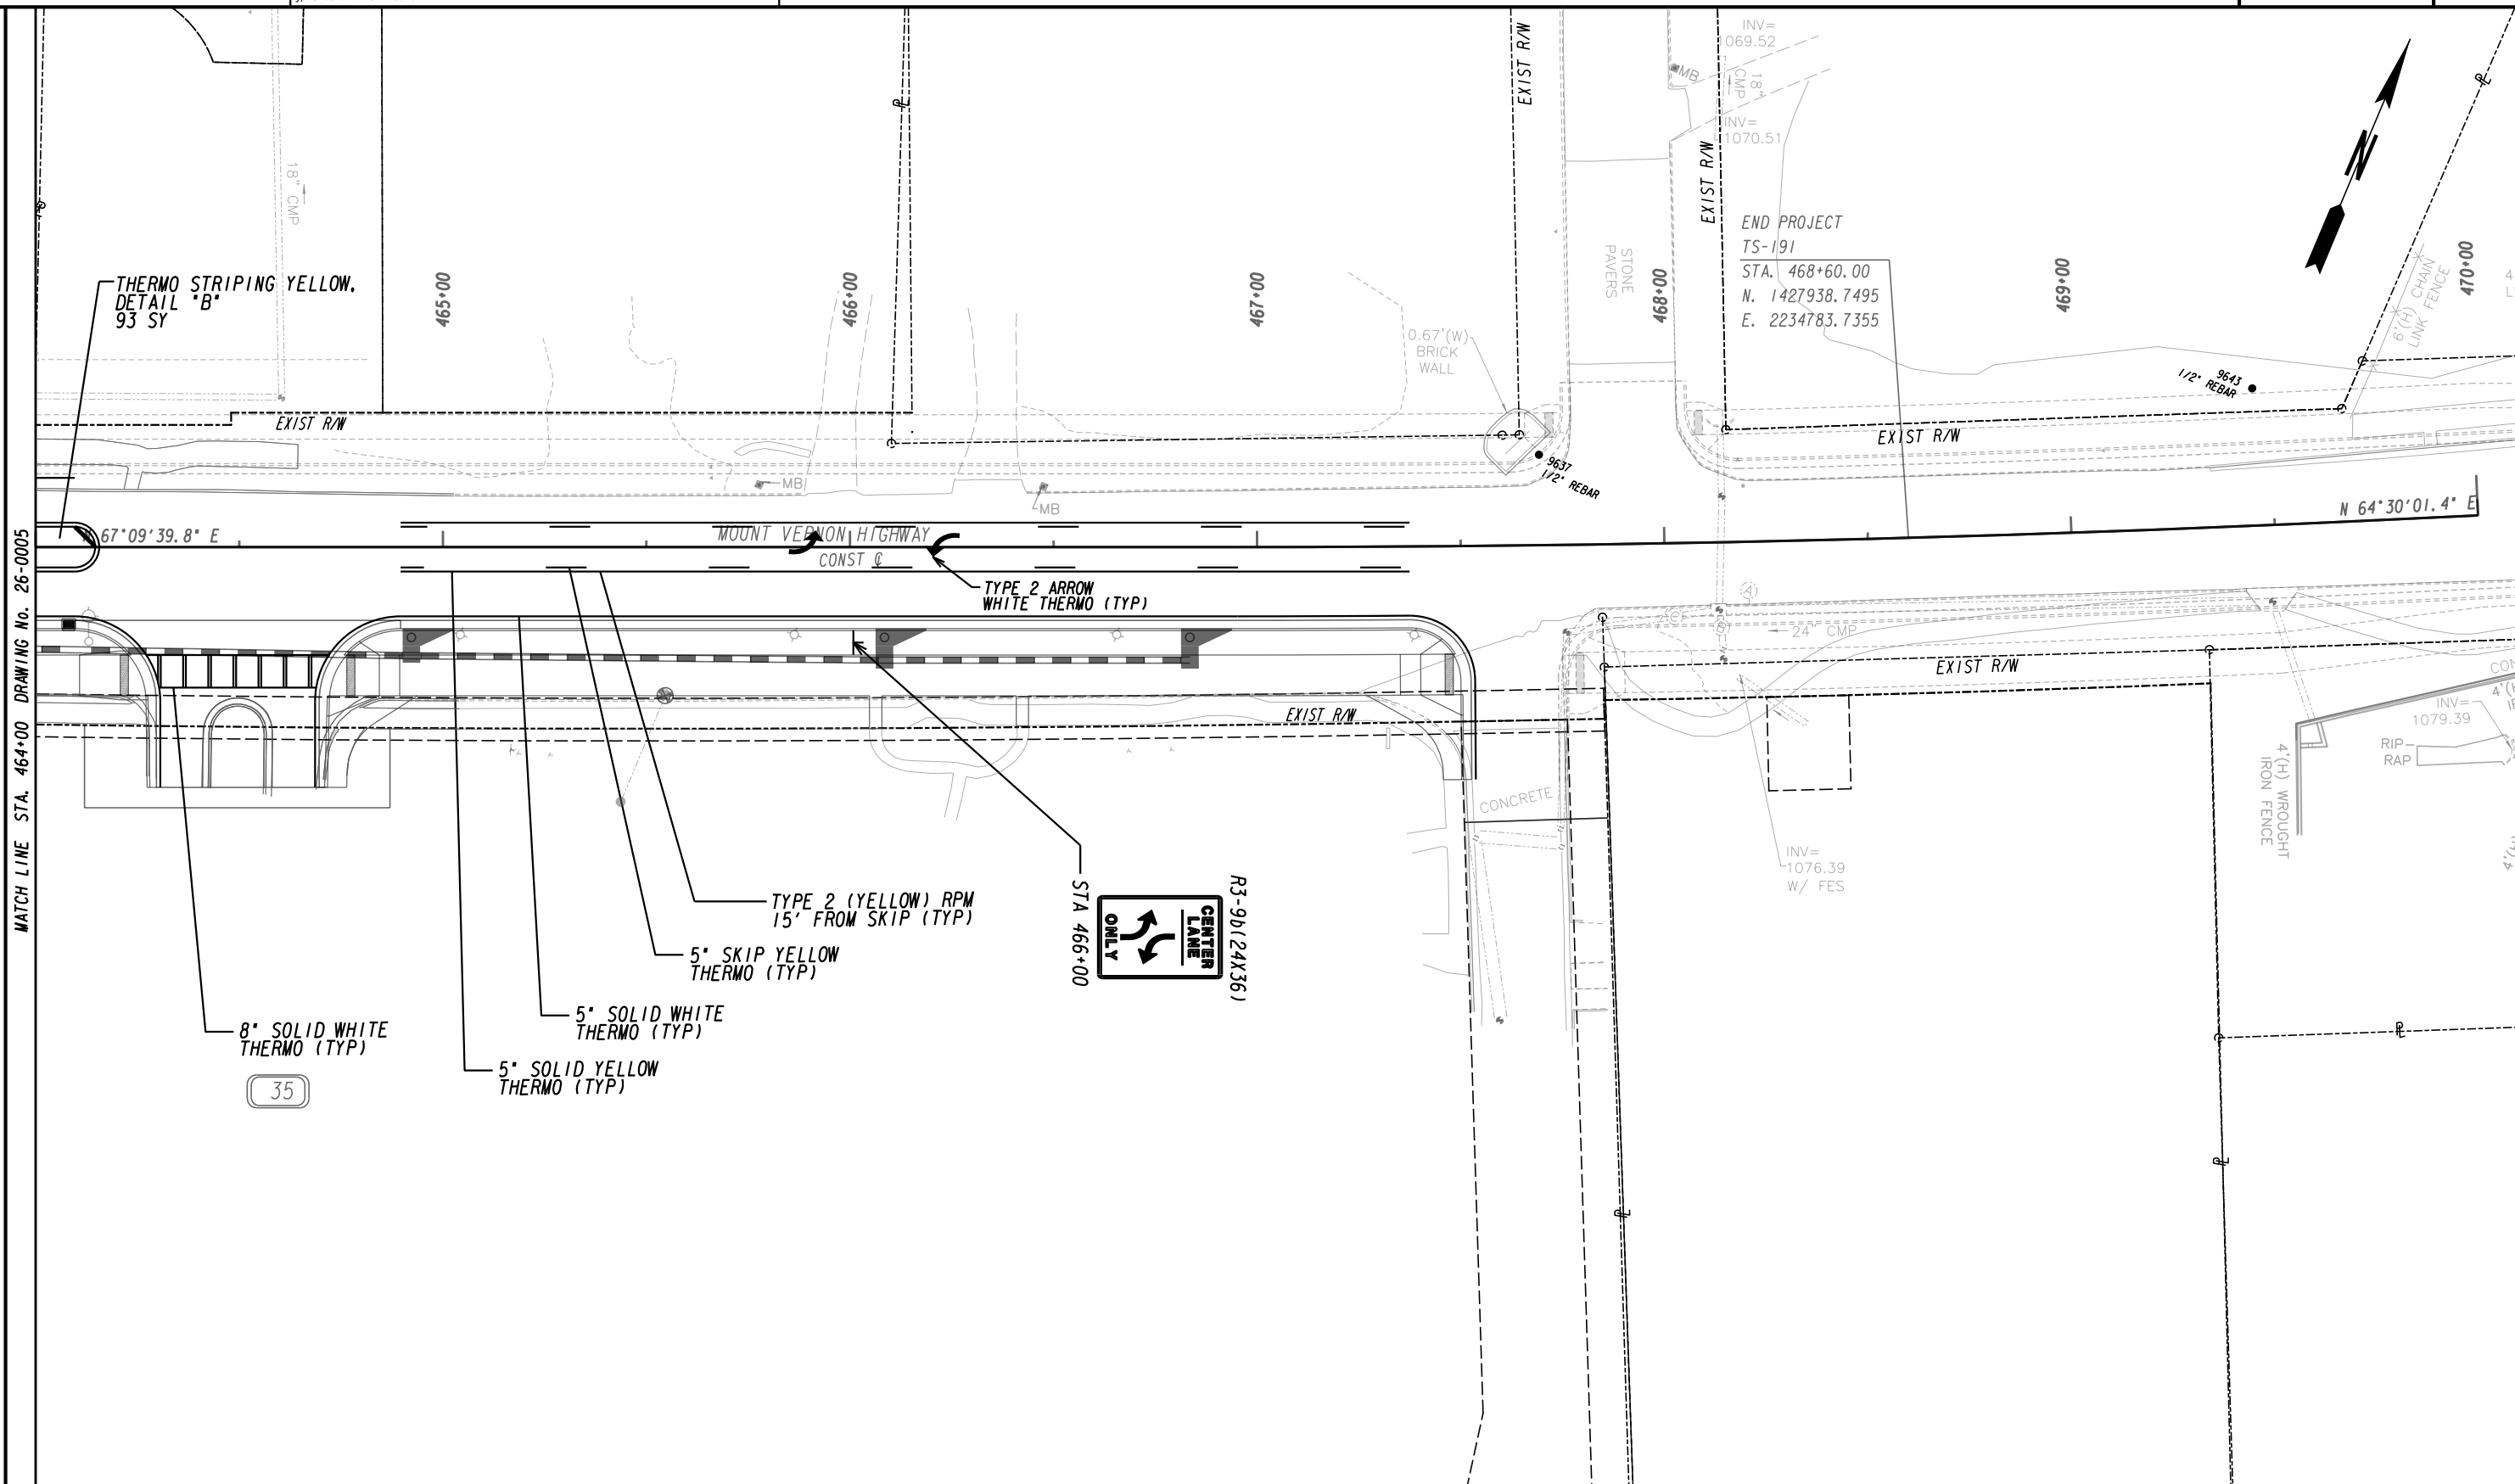 INV=
069.52
MB
18"
CMP
INV=
1070.51
EXIST R/W
EXIST R/W
PL
PL
N
18" CMP
THERMO STRIPING YELLOW,
DETAIL "B"
93 SY
465+00
466+00
467+00
468+00
469+00
470+00
STONE
PAVERS
END PROJECT
TS-191
STA. 468+60.00
N. 1427938.7495
E. 2234783.7355
6'(H) CHAIN
LINK FENCE
0.67'(W)
BRICK
WALL
9643
1/2" REBAR
EXIST R/W
EXIST R/W
9637
1/2" REBAR
MB
MB
67°09'39.8" E
MOUNT VERNON HIGHWAY
CONST CL
N 64°30'01.4" E
TYPE 2 ARROW
WHITE THERMO (TYP)
MATCH LINE STA. 464+00 DRAWING No. 26-0005
A
C
B
24" CMP
EXIST R/W
EXIST R/W
INV=
1079.39
RIP-
RAP
4'(H) WROUGHT
IRON FENCE
CONCRETE
INV=
1076.39
W/ FES
STA 466+00
CENTER
LANE
ONLY
R3-9b(24X36)
TYPE 2 (YELLOW) RPM
15' FROM SKIP (TYP)
5" SKIP YELLOW
THERMO (TYP)
5" SOLID WHITE
THERMO (TYP)
8" SOLID WHITE
THERMO (TYP)
5" SOLID YELLOW
THERMO (TYP)
35
PL
PL
PL